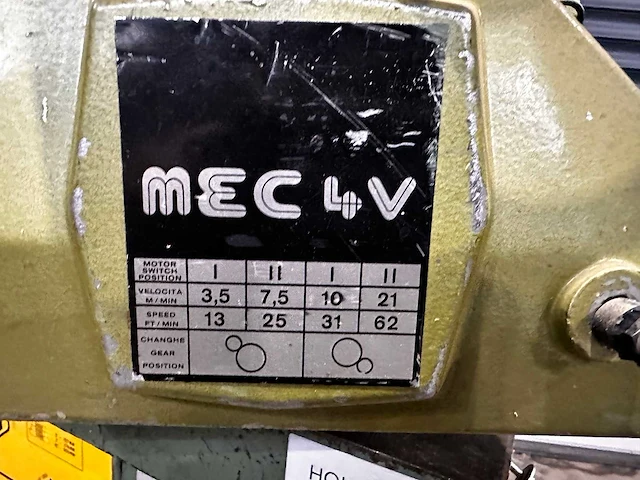 MEC 4V
MOTOR SWITCH POSITION I II I II
VELOCITÀ M/MIN 3,5 7,5 10 21
SPEED FT/MIN 13 25 31 62
CHANGHE GEAR POSITION